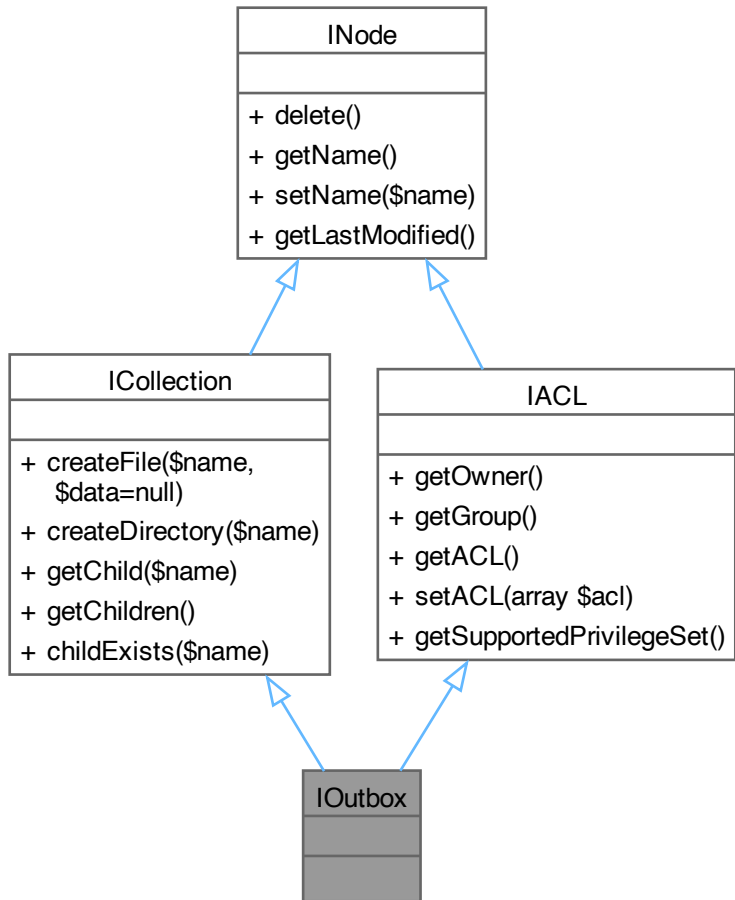 INode
+ delete()
+ getName()
+ setName($name)
+ getLastModified()
ICollection
+ createFile($name,
$data=null)
+ createDirectory($name)
+ getChild($name)
+ getChildren()
+ childExists($name)
IACL
+ getOwner()
+ getGroup()
+ getACL()
+ setACL(array $acl)
+ getSupportedPrivilegeSet()
IOutbox